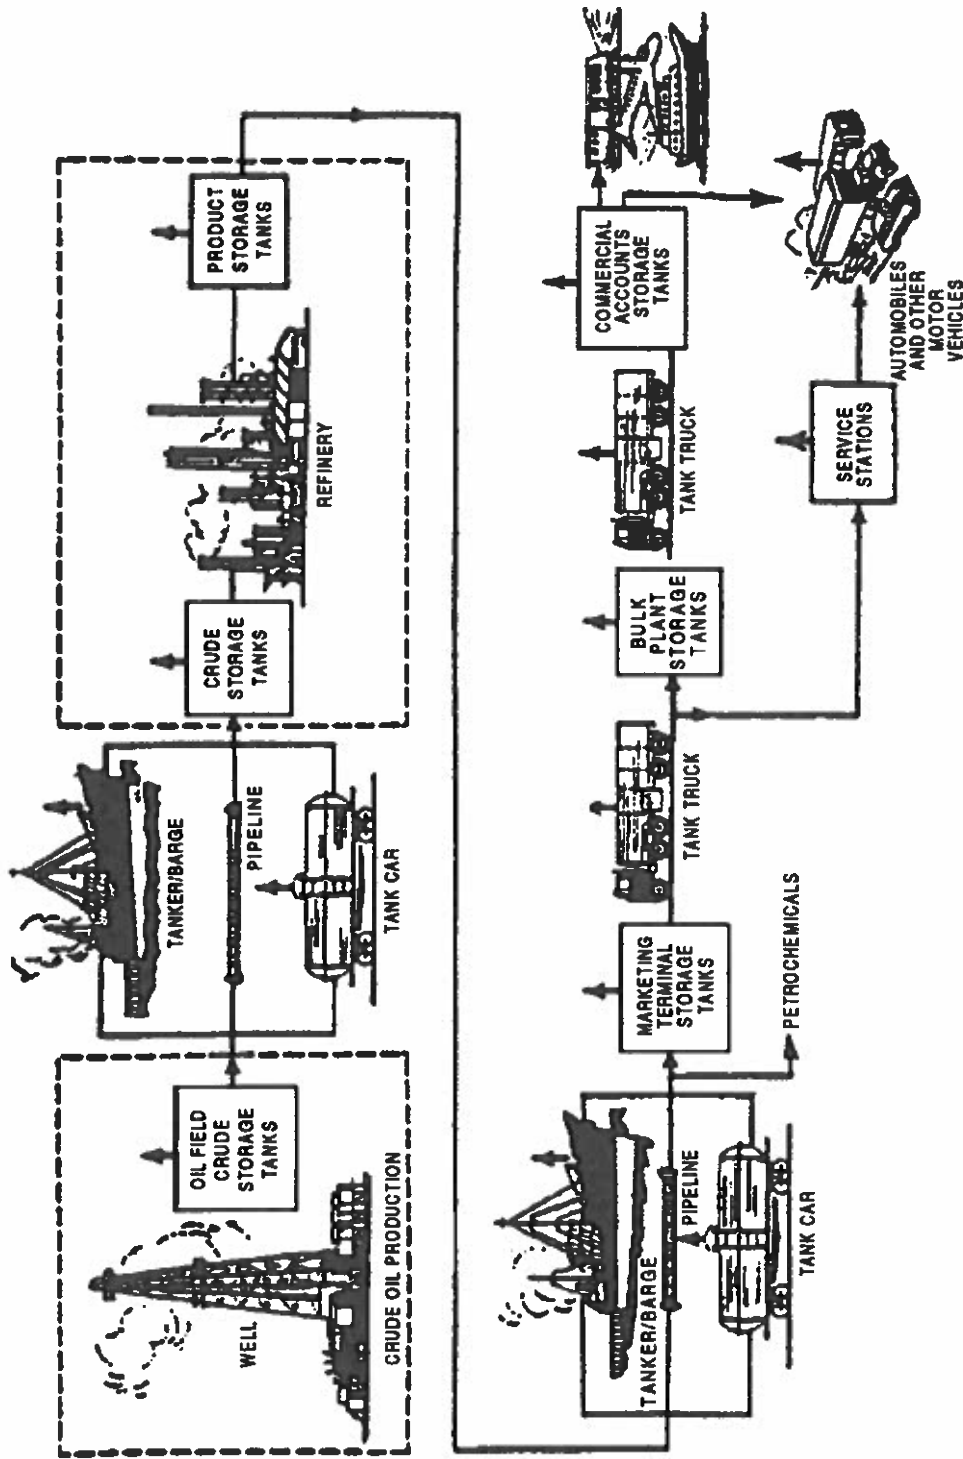 WELL
CRUDE OIL PRODUCTION
OIL FIELD
CRUDE
STORAGE
TANKS
TANKER/BARGE
PIPELINE
TANK CAR
CRUDE
STORAGE
TANKS
REFINERY
PRODUCT
STORAGE
TANKS
TANKER/BARGE
PIPELINE
TANK CAR
PETROCHEMICALS
MARKETING
TERMINAL
STORAGE
TANKS
TANK TRUCK
BULK
PLANT
STORAGE
TANKS
TANK TRUCK
COMMERCIAL
ACCOUNTS
STORAGE
TANKS
SERVICE
STATIONS
AUTOMOBILES
AND OTHER
MOTOR
VEHICLES